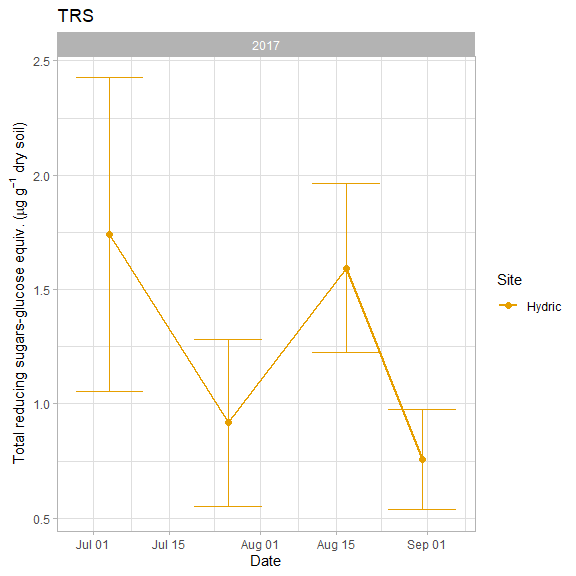 TRS
2017
2.5
2.0
1.5
1.0
0.5
Total reducing sugars-glucose equiv. (μg g⁻¹ dry soil)
Jul 01 Jul 15 Aug 01 Aug 15 Sep 01
Date
Site
Hydric